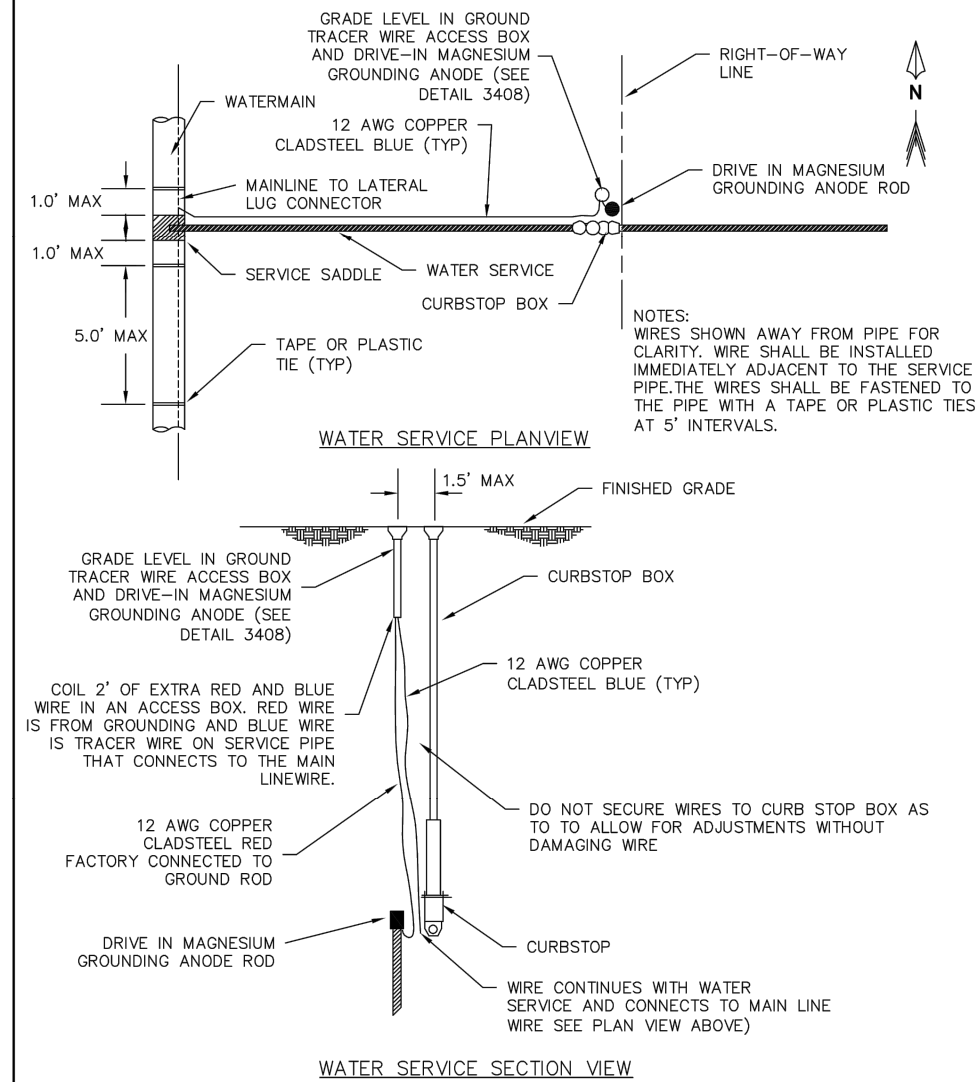 GRADE LEVEL IN GROUND
TRACER WIRE ACCESS BOX
AND DRIVE-IN MAGNESIUM
GROUNDING ANODE (SEE
DETAIL 3408)
RIGHT-OF-WAY
LINE
N
WATERMAIN
12 AWG COPPER
CLADSTEEL BLUE (TYP)
1.0' MAX
MAINLINE TO LATERAL
LUG CONNECTOR
DRIVE IN MAGNESIUM
GROUNDING ANODE ROD
1.0' MAX
SERVICE SADDLE
WATER SERVICE
CURBSTOP BOX
5.0' MAX
TAPE OR PLASTIC
TIE (TYP)
NOTES:
WIRES SHOWN AWAY FROM PIPE FOR
CLARITY. WIRE SHALL BE INSTALLED
IMMEDIATELY ADJACENT TO THE SERVICE
PIPE.THE WIRES SHALL BE FASTENED TO
THE PIPE WITH A TAPE OR PLASTIC TIES
AT 5' INTERVALS.
WATER SERVICE PLANVIEW
1.5' MAX
FINISHED GRADE
GRADE LEVEL IN GROUND
TRACER WIRE ACCESS BOX
AND DRIVE-IN MAGNESIUM
GROUNDING ANODE (SEE
DETAIL 3408)
CURBSTOP BOX
12 AWG COPPER
CLADSTEEL BLUE (TYP)
COIL 2' OF EXTRA RED AND BLUE
WIRE IN AN ACCESS BOX. RED WIRE
IS FROM GROUNDING AND BLUE WIRE
IS TRACER WIRE ON SERVICE PIPE
THAT CONNECTS TO THE MAIN
LINEWIRE.
DO NOT SECURE WIRES TO CURB STOP BOX AS
TO TO ALLOW FOR ADJUSTMENTS WITHOUT
DAMAGING WIRE
12 AWG COPPER
CLADSTEEL RED
FACTORY CONNECTED TO
GROUND ROD
DRIVE IN MAGNESIUM
GROUNDING ANODE ROD
CURBSTOP
WIRE CONTINUES WITH WATER
SERVICE AND CONNECTS TO MAIN LINE
WIRE SEE PLAN VIEW ABOVE)
WATER SERVICE SECTION VIEW